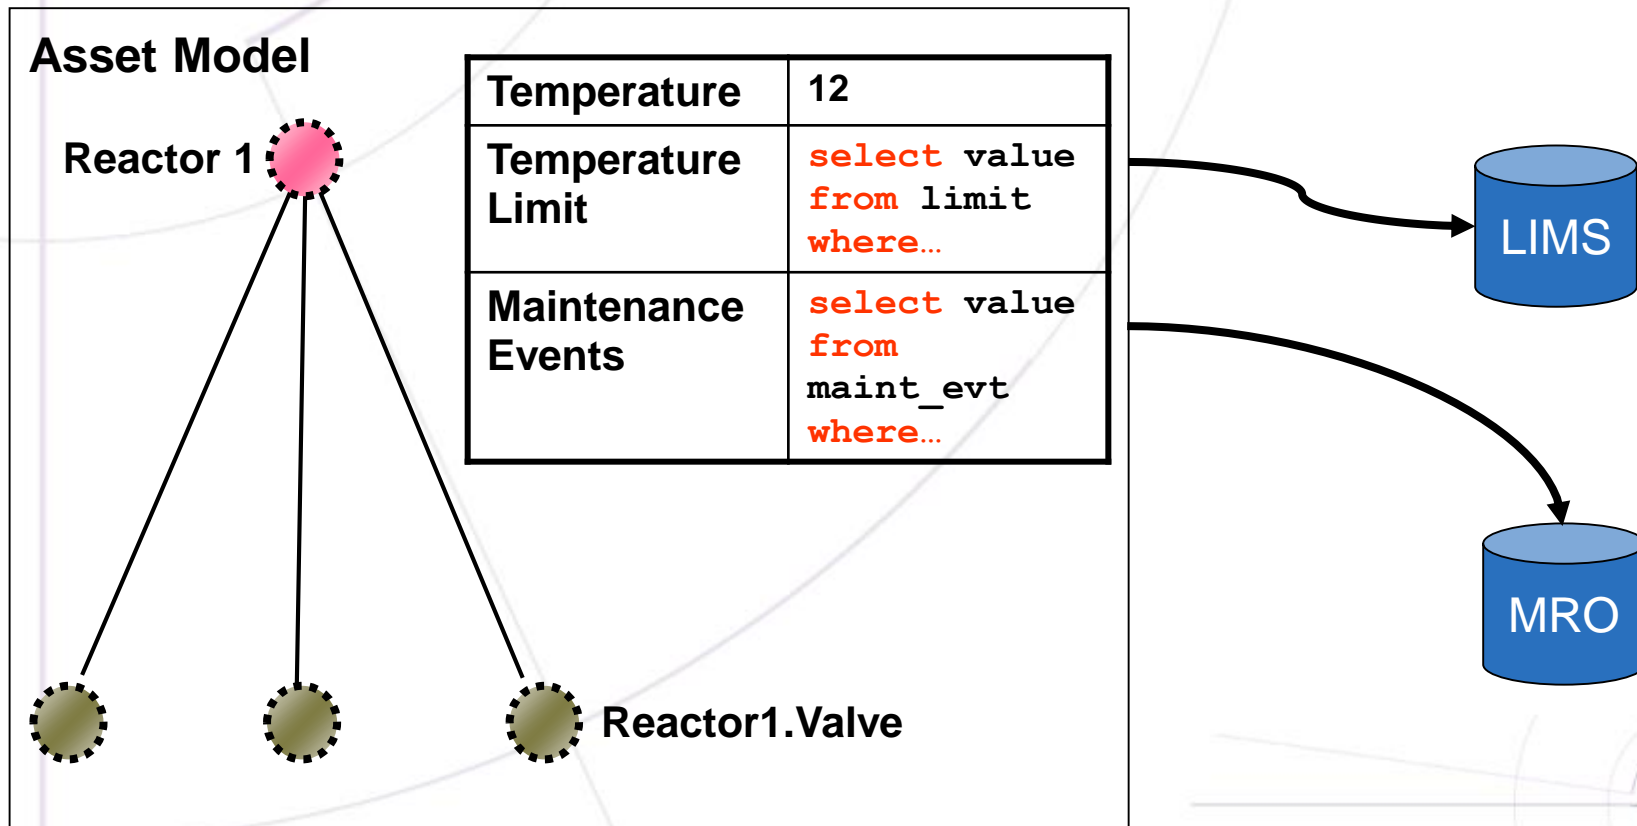 Asset Model
Reactor 1
Temperature
12
Temperature
Limit
select value
from limit
where…
Maintenance
Events
select value
from
maint_evt
where…
LIMS
MRO
Reactor1.Valve